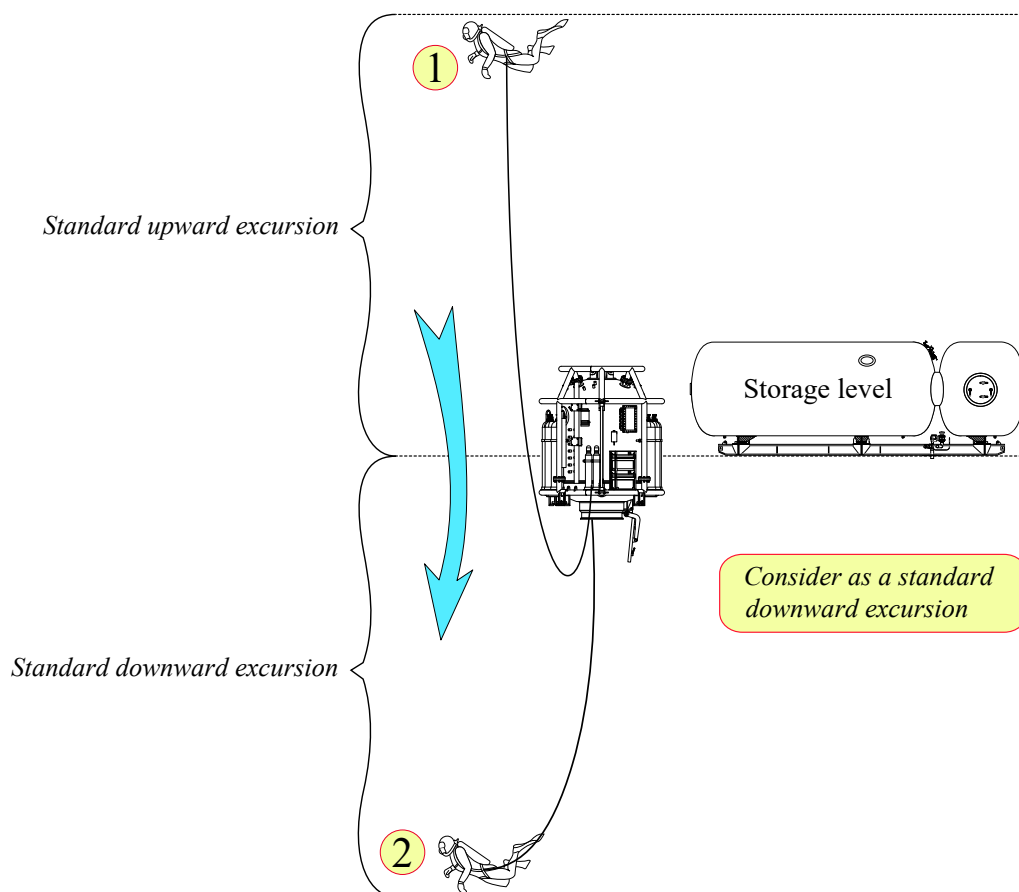 1
Standard upward excursion
Storage level
Consider as a standard
downward excursion
Standard downward excursion
2